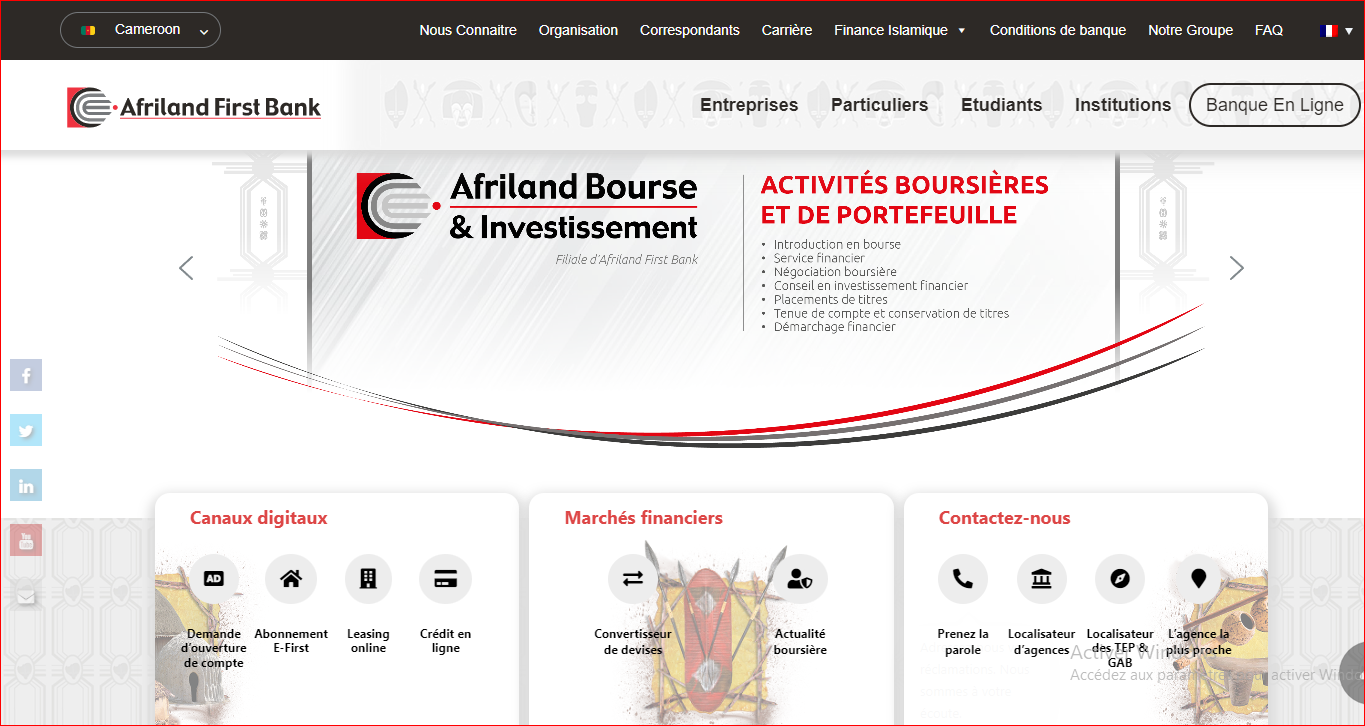 Cameroon
Nous Connaitre Organisation Correspondants Carrière Finance Islamique Conditions de banque Notre Groupe FAQ
Afriland First Bank
Entreprises Particuliers Etudiants Institutions Banque En Ligne
Afriland Bourse
& Investissement
Filiale d'Afriland First Bank
ACTIVITÉS BOURSIÈRES
ET DE PORTEFEUILLE
• Introduction en bourse
• Service financier
• Négociation boursière
• Conseil en investissement financier
• Placements de titres
• Tenue de compte et conservation de titres
• Démarchage financier
Canaux digitaux
AD
Demande
d'ouverture
de compte
Abonnement
E-First
Leasing
online
Crédit en
ligne
Marchés financiers
Convertisseur
de devises
Actualité
boursière
Contactez-nous
Prenez la
parole
Localisateur
d'agences
Localisateur
des TEP &
GAB
L'agence la
plus proche
Activer Windows
Accédez aux paramètres pour activer Windo